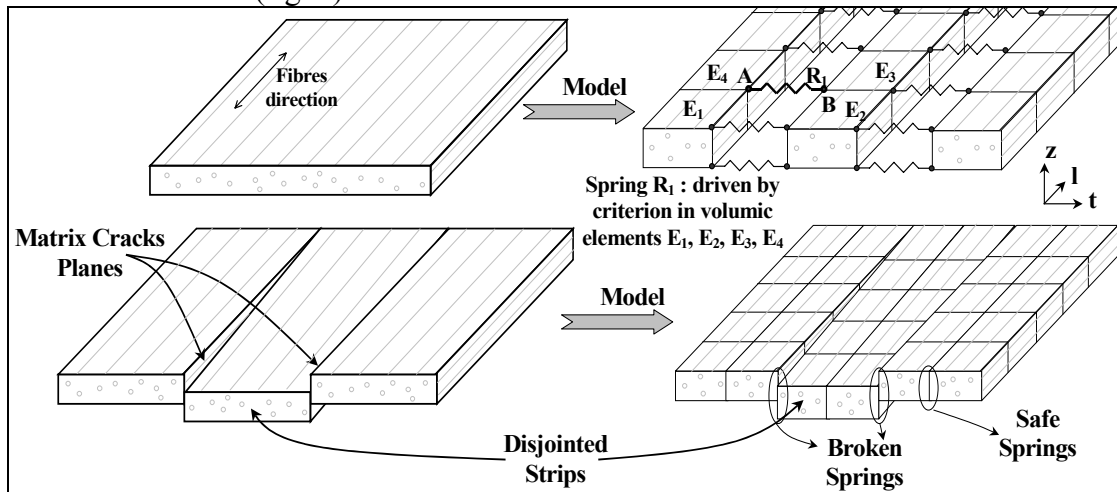 Fibres
direction
Model
E4
A
R1
E3
E1
B
E2
Spring R1 : driven by
criterion in volumic
elements E1, E2, E3, E4
z
l
t
Matrix Cracks
Planes
Model
Disjointed
Strips
Broken
Springs
Safe
Springs